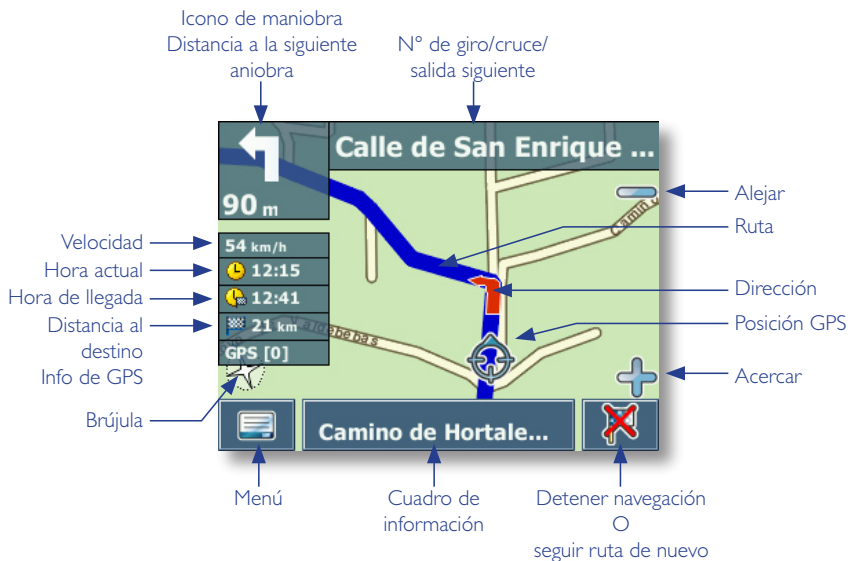 Icono de maniobra
Distancia a la siguiente
aniobra
Nº de giro/cruce/
salida siguiente
Calle de San Enrique ...
90 m
Alejar
Ruta
Velocidad
54 km/h
Hora actual
12:15
Hora de llegada
12:41
Distancia al
destino
21 km
Info de GPS
GPS [0]
Valdebebas
Dirección
Posición GPS
Acercar
Brújula
Camino de Hortale...
Menú
Cuadro de
información
Detener navegación
O
seguir ruta de nuevo